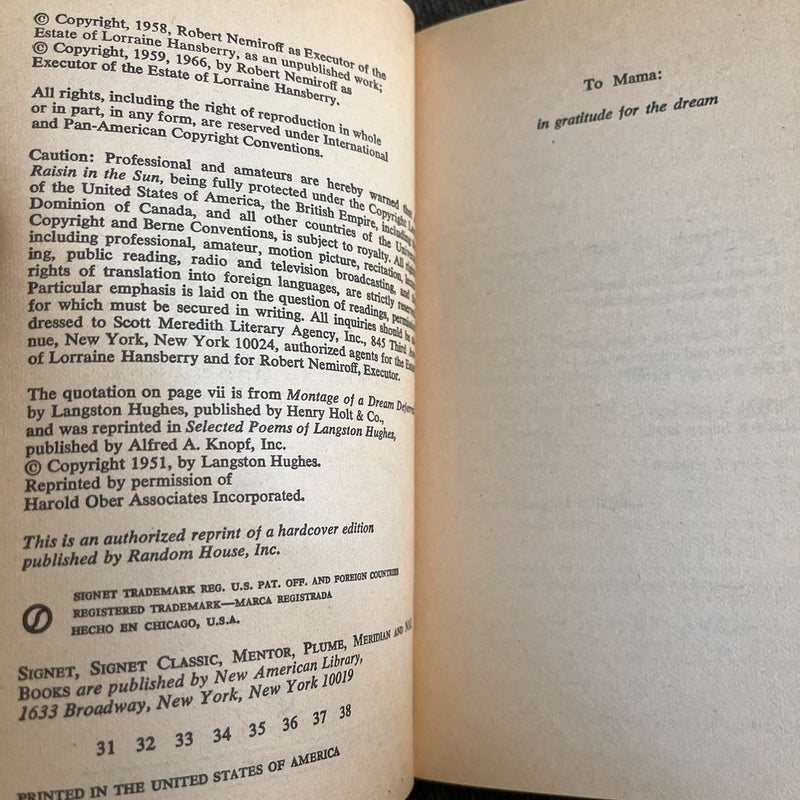 © Copyright, 1958, Robert Nemiroff as Executor of the
Estate of Lorraine Hansberry, as an unpublished work;
© Copyright, 1959, 1966, by Robert Nemiroff as
Executor of the Estate of Lorraine Hansberry.
All rights, including the right of reproduction in whole
or in part, in any form, are reserved under International
and Pan-American Copyright Conventions.
Caution: Professional and amateurs are hereby warned that
Raisin in the Sun, being fully protected under the Copyright
of the United States of America, the British Empire, including
Dominion of Canada, and all other countries of the
Copyright and Berne Conventions, is subject to royalty. All
including professional, amateur, motion picture, recitation,
ing, public reading, radio and television broadcasting, and
rights of translation into foreign languages, are strictly
Particular emphasis is laid on the question of readings,
for which must be secured in writing. All inquiries should be
dressed to Scott Meredith Literary Agency, Inc., 845 Third
nue, New York, New York 10024, authorized agents for the
of Lorraine Hansberry and for Robert Nemiroff, Executor.
The quotation on page vii is from Montage of a Dream
by Langston Hughes, published by Henry Holt & Co.,
and was reprinted in Selected Poems of Langston Hughes,
published by Alfred A. Knopf, Inc.
© Copyright 1951, by Langston Hughes.
Reprinted by permission of
Harold Ober Associates Incorporated.
This is an authorized reprint of a hardcover edition
published by Random House, Inc.
SIGNET TRADEMARK REG. U.S. PAT. OFF. AND FOREIGN COUNTRIES
REGISTERED TRADEMARK—MARCA REGISTRADA
HECHO EN CHICAGO, U.S.A.
SIGNET, SIGNET CLASSIC, MENTOR, PLUME, MERIDIAN AND
BOOKS are published by New American Library,
1633 Broadway, New York, New York 10019
31 32 33 34 35 36 37 38
PRINTED IN THE UNITED STATES OF AMERICA
To Mama:
in gratitude for the dream